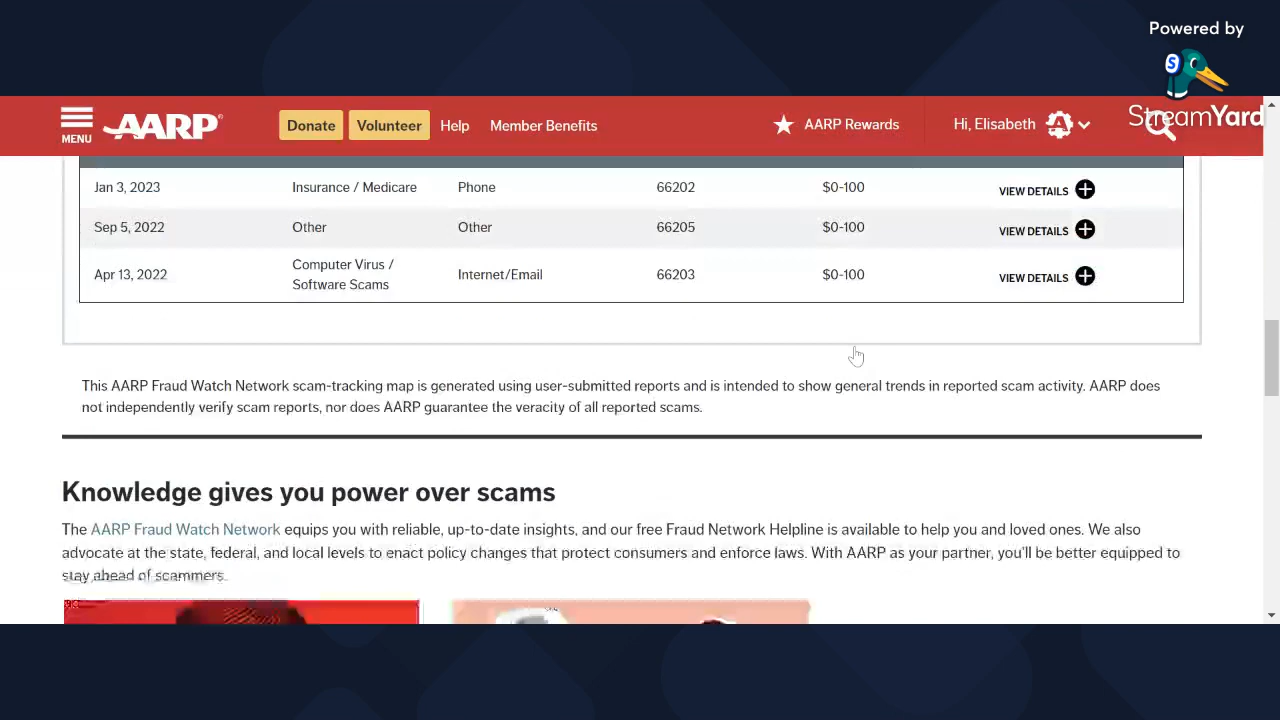 Powered by
S
StreamYard
MENU
AARP
Donate
Volunteer
Help
Member Benefits
AARP Rewards
Hi, Elisabeth
Jan 3, 2023 Insurance / Medicare Phone 66202 $0-100 VIEW DETAILS
Sep 5, 2022 Other Other 66205 $0-100 VIEW DETAILS
Apr 13, 2022 Computer Virus / Internet/Email 66203 $0-100 VIEW DETAILS
Software Scams
This AARP Fraud Watch Network scam-tracking map is generated using user-submitted reports and is intended to show general trends in reported scam activity. AARP does
not independently verify scam reports, nor does AARP guarantee the veracity of all reported scams.
Knowledge gives you power over scams
The AARP Fraud Watch Network equips you with reliable, up-to-date insights, and our free Fraud Network Helpline is available to help you and loved ones. We also
advocate at the state, federal, and local levels to enact policy changes that protect consumers and enforce laws. With AARP as your partner, you'll be better equipped to
stay ahead of scammers.